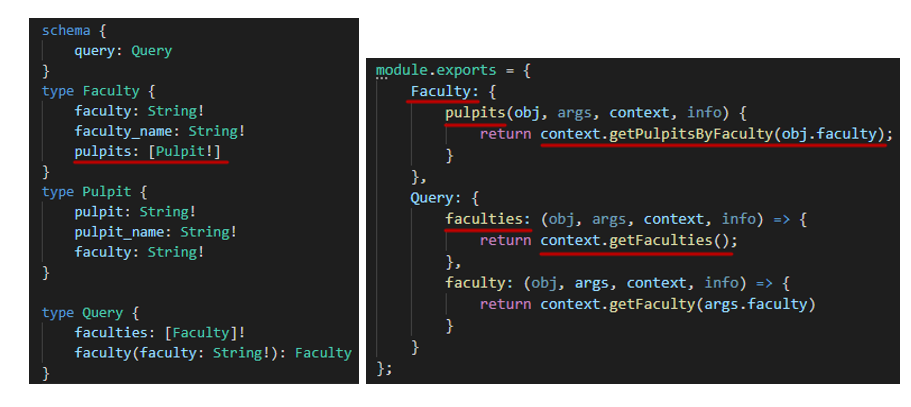 schema {
    query: Query
}
type Faculty {
    faculty: String!
    faculty_name: String!
    pulpits: [Pulpit!]
}
type Pulpit {
    pulpit: String!
    pulpit_name: String!
    faculty: String!
}

type Query {
    faculties: [Faculty]!
    faculty(faculty: String!): Faculty
}
module.exports = {
    Faculty: {
        pulpits(obj, args, context, info) {
            return context.getPulpitsByFaculty(obj.faculty);
        }
    },
    Query: {
        faculties: (obj, args, context, info) => {
            return context.getFaculties();
        },
        faculty: (obj, args, context, info) => {
            return context.getFaculty(args.faculty)
        }
    }
};